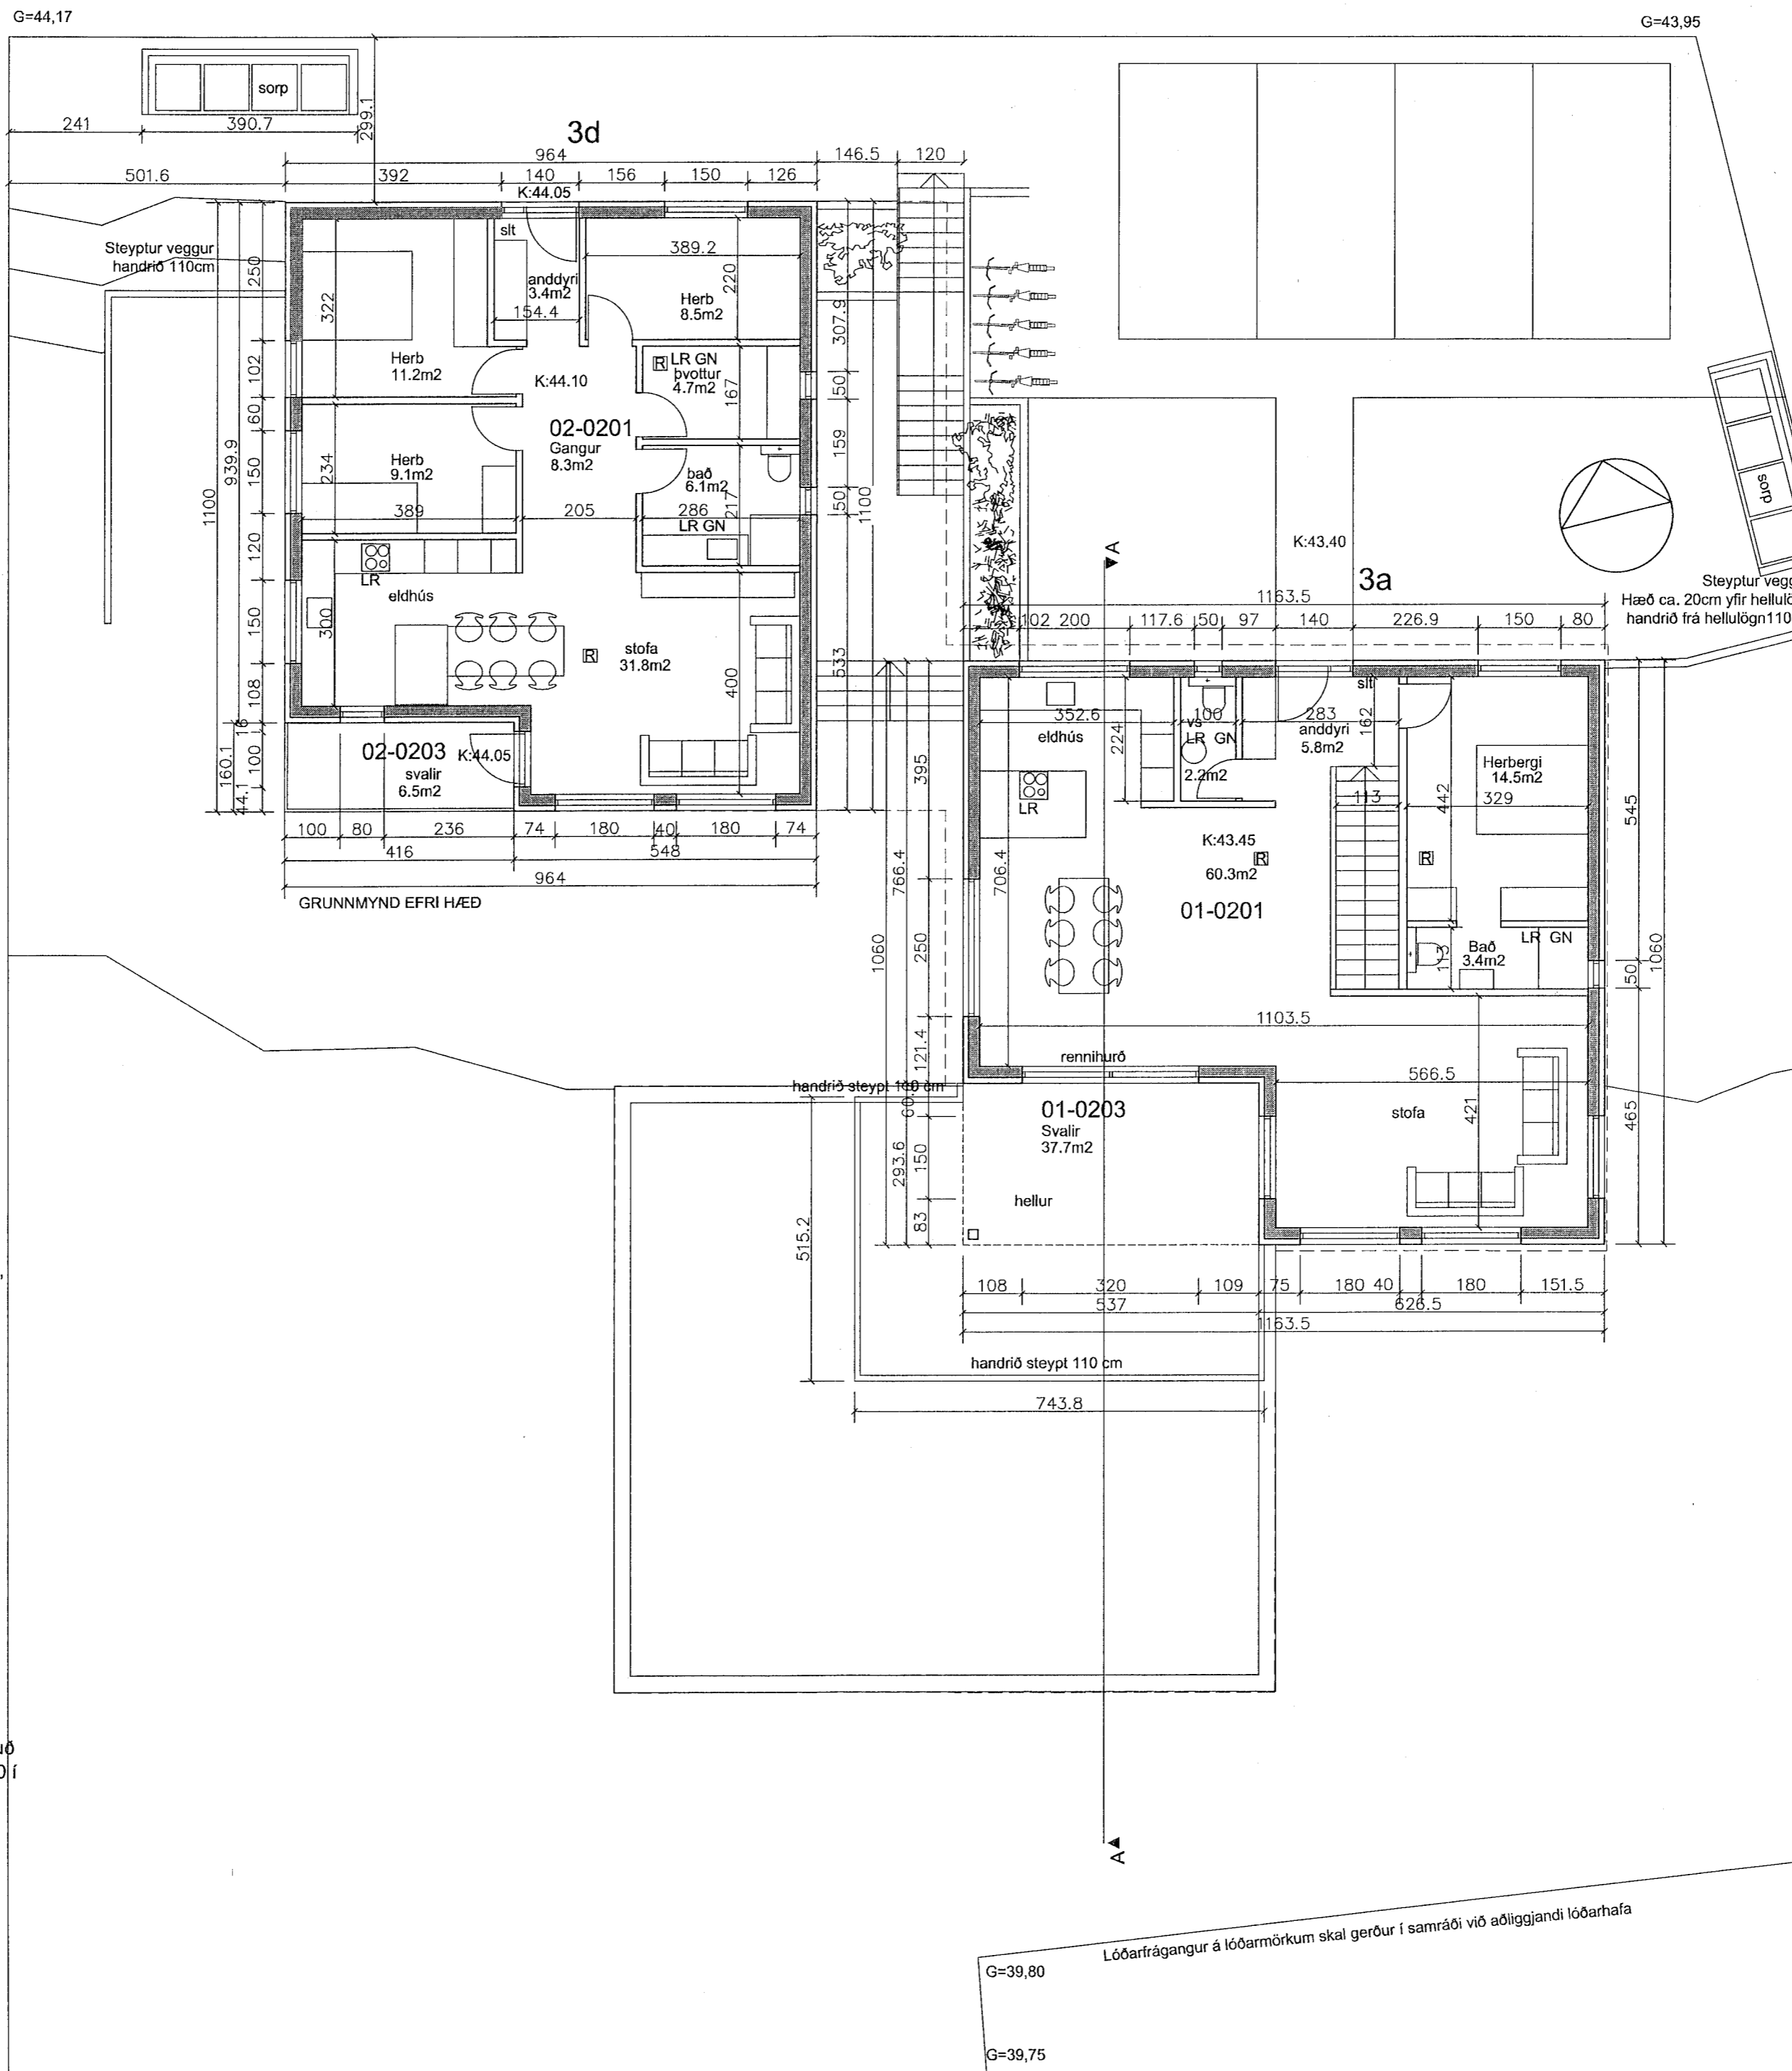 G=44,17
G=43,95
sorp
241
390.7
299.1
3d
964
146.5
120
501.6
392
140
156
150
126
K:44.05
Steyptur veggur
handrið 110cm
slt
389.2
anddyri
3.4m2
154.4
220
Herb
8.5m2
250
322
307.9
Herb
11.2m2
102
K:44.10
LR GN
þvottur
4.7m2
167
50
60
02-0201
Gangur
8.3m2
939.9
1100
150
234
Herb
9.1m2
bað
6.1m2
217
159
50
1100
389
205
286
LR GN
120
LR
eldhús
300
150
stofa
31.8m2
400
533
108
16
02-0203
K:44.05
svalir
6.5m2
160.1
100
44.1
100
80
236
74
180
40
180
74
416
548
964
GRUNNMYND EFRI HÆÐ
sorp
K:43,40
A
3a
Steyptur vegg
Hæð ca. 20cm yfir hellulö
handrið frá hellulögn110
1163.5
102
200
117.6
50
97
140
226.9
150
80
slt
352.6
100
283
162
eldhús
224
vs
LR GN
2.2m2
anddyri
5.8m2
Herbergi
14.5m2
395
LR
113
442
329
545
K:43.45
60.3m2
01-0201
766.4
706.4
1060
250
Bað
3.4m2
LR GN
113
50
1060
1103.5
121.4
rennihurð
566.5
handrið steypt 110 cm
01-0203
Svalir
37.7m2
stofa
421
465
293.6
150
hellur
83
515.2
108
320
109
75
180
40
180
151.5
537
626.5
1163.5
handrið steypt 110 cm
743.8
A
Lóðarfrágangur á lóðarmörkum skal gerður í samráði við aðliggjandi lóðarhafa
G=39,80
G=39,75